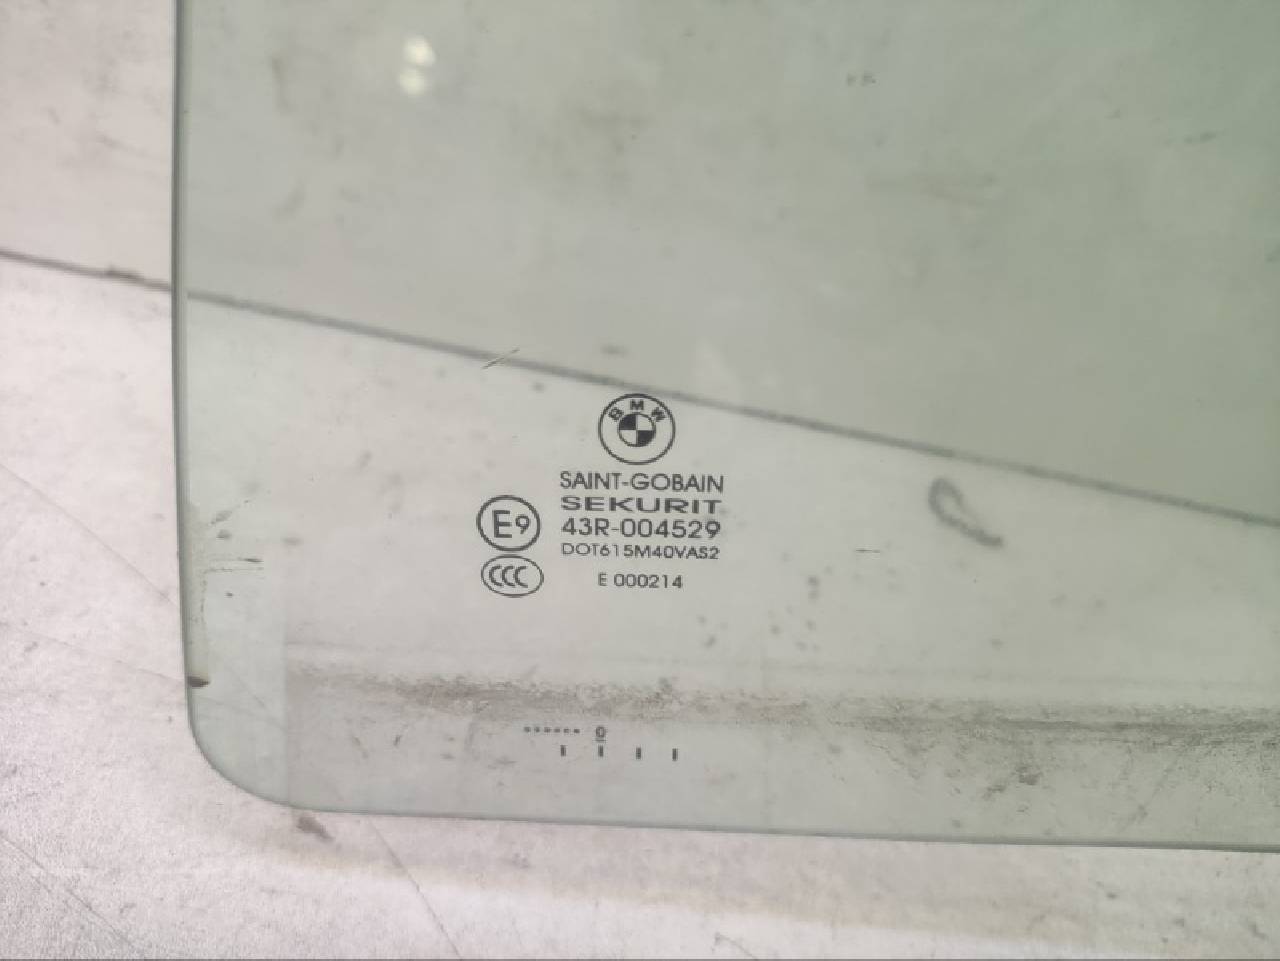 BMW
SAINT-GOBAIN
SEKURIT
E9 43R-004529
DOT615M40VAS2
CCC E 000214
...... 0